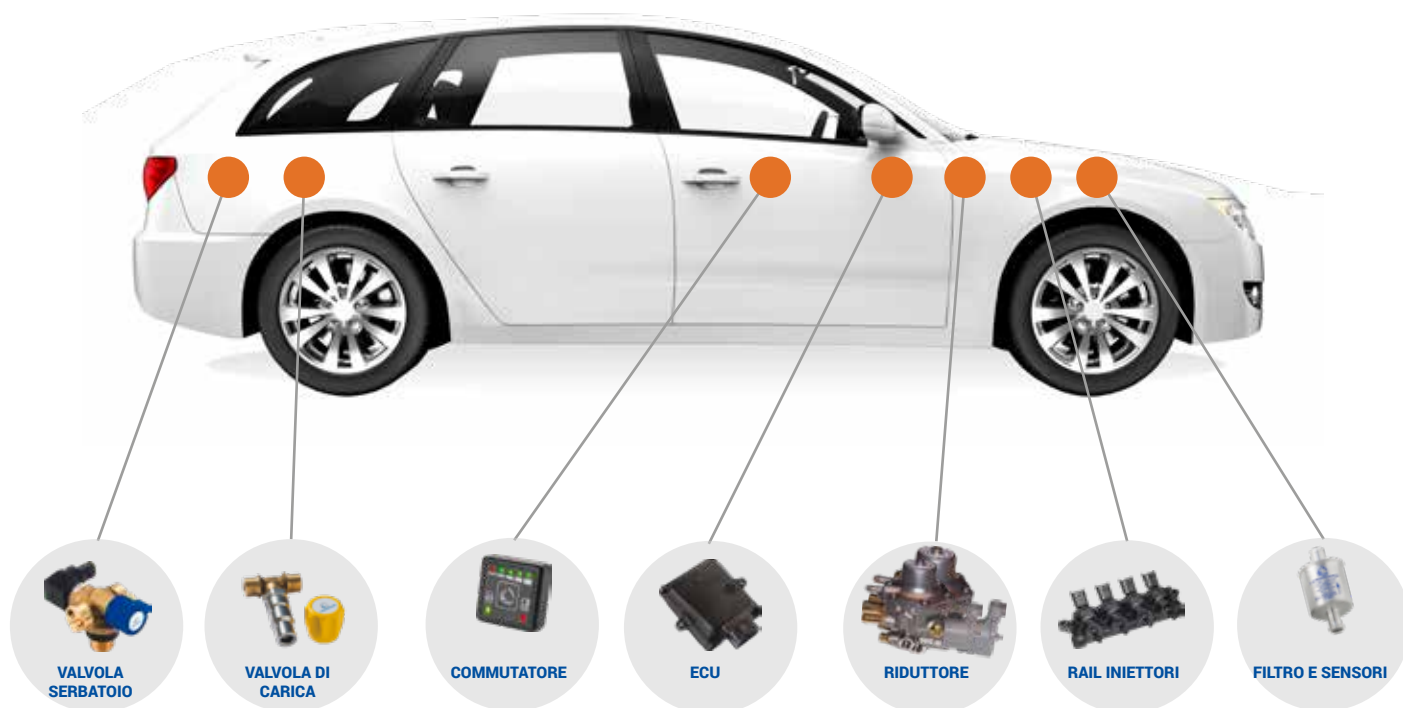 VALVOLA
SERBATOIO
VALVOLA DI
CARICA
COMMUTATORE
ECU
RIDUTTORE
RAIL INIETTORI
FILTRO E SENSORI